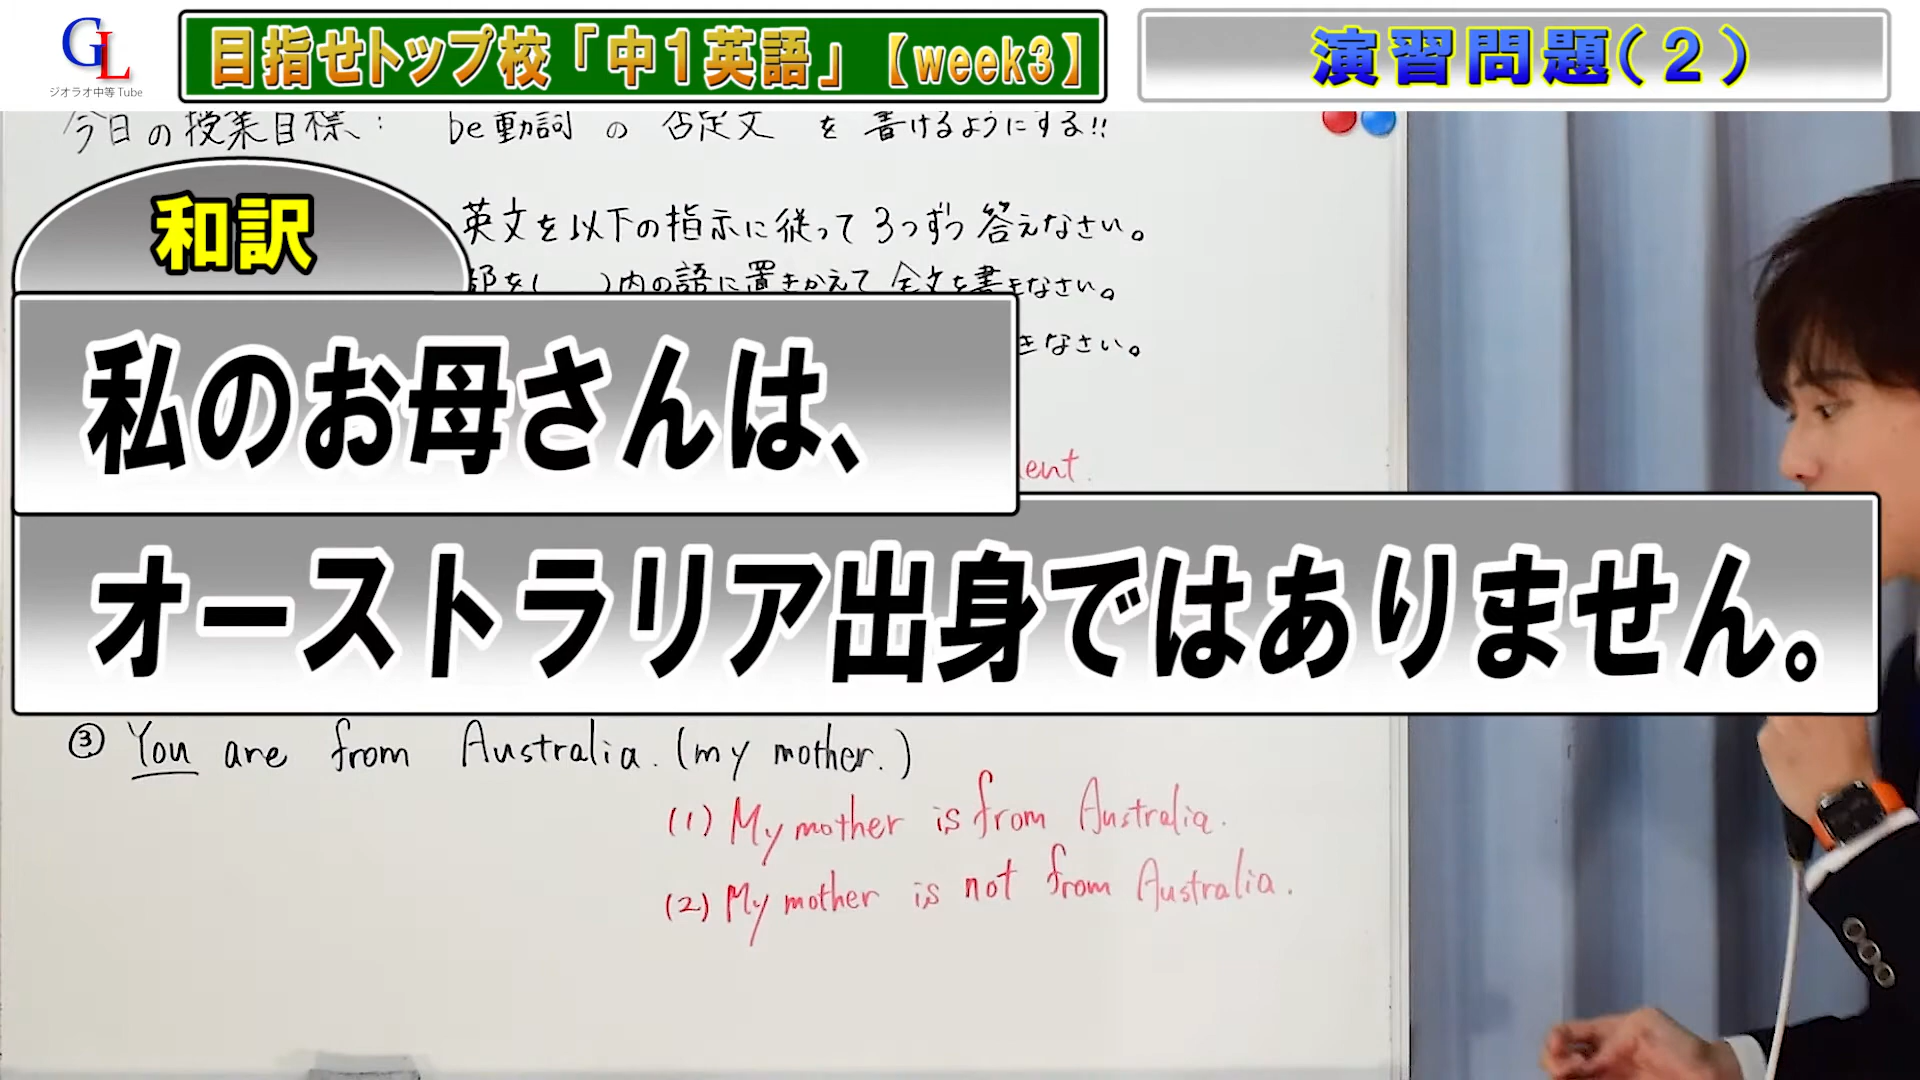 GL
ジオラオ中等Tube
目指せトップ校「中1英語」【week3】
演習問題(2)
今日の授業目標: be動詞 の 否定文 を 書けるようにする!!
和訳
英文を以下の指示に従って3つずつ答えなさい。
部を( )内の語に置きかえて 全文を書きなさい。
きなさい。
私のお母さんは、
ent.
オーストラリア出身ではありません。
③ You are from Australia. (my mother.)
(1) My mother is from Australia.
(2) My mother is not from Australia.